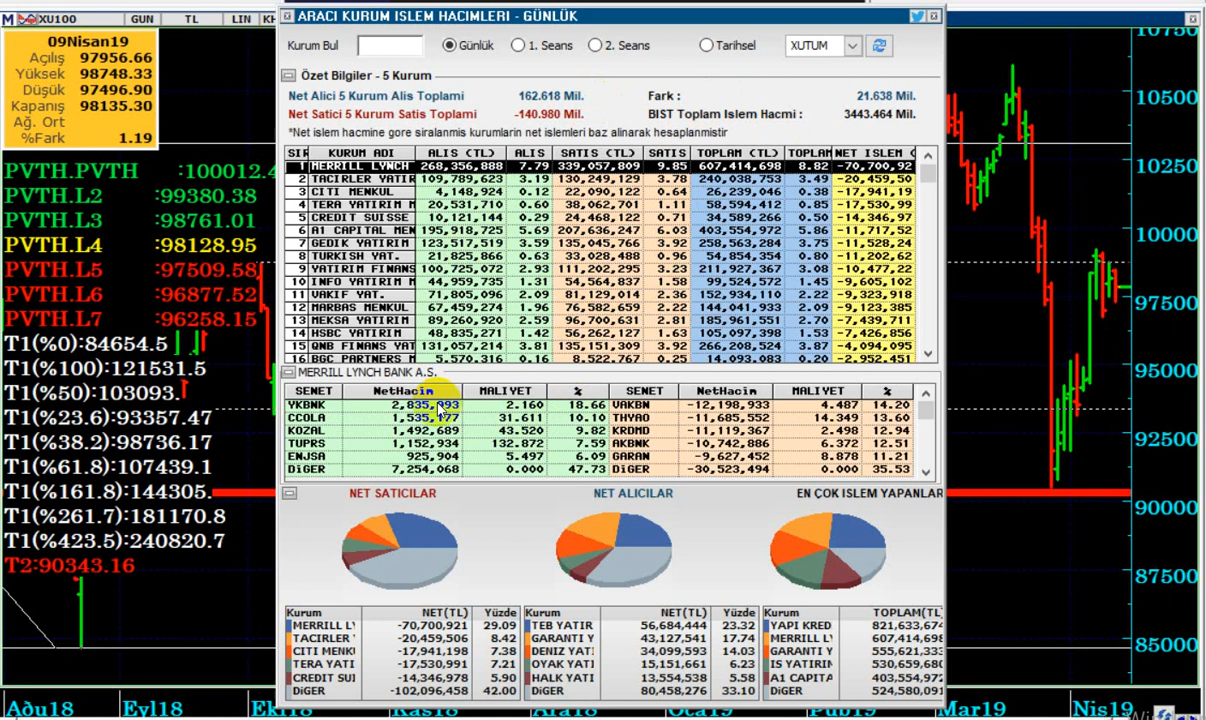 XU100 GUN TL LIN
09Nisan19
Açılış 97956.66
Yüksek 98748.33
Düşük 97496.90
Kapanış 98135.30
Ağ. Ort
%Fark 1.19
PVTH.PVTH :100012.4
PVTH.L2 :99380.38
PVTH.L3 :98761.01
PVTH.L4 :98128.95
PVTH.L5 :97509.58
PVTH.L6 :96877.52
PVTH.L7 :96258.15
T1(%0):84654.5
T1(%100):121531.5
T1(%50):103093.
T1(%23.6):93357.47
T1(%38.2):98736.17
T1(%61.8):107439.1
T1(%161.8):144305.
T1(%261.7):181170.8
T1(%423.5):240820.7
T2:90343.16
ARACI KURUM ISLEM HACIMLERI - GÜNLÜK
Kurum Bul Günlük 1. Seans 2. Seans Tarihsel XUTUM
Özet Bilgiler - 5 Kurum
Net Alici 5 Kurum Alis Toplami 162.618 Mil. Fark : 21.638 Mil.
Net Satici 5 Kurum Satis Toplami -140.980 Mil. BIST Toplam Islem Hacmi : 3443.464 Mil.
*Net islem hacmine gore siralanmis kurumlarin net islemleri baz alinarak hesaplanmistir
SIR KURUM ADI ALIS (TL) ALIS SATIS (TL) SATIS TOPLAM (TL) TOPLAM NET ISLEM (
1 MERRILL LYNCH 268,356,888 7.79 339,057,809 9.85 607,414,698 8.82 -70,700,92
2 TACIRLER YATIR 109,789,623 3.19 130,249,129 3.78 240,038,753 3.49 -20,459,50
3 CITI MENKUL 4,148,924 0.12 22,090,122 0.64 26,239,046 0.38 -17,941,19
4 TERA YATIRIM M 20,531,710 0.60 38,062,701 1.11 58,594,412 0.85 -17,530,99
5 CREDIT SUISSE 10,121,144 0.29 24,468,122 0.71 34,589,266 0.50 -14,346,97
6 A1 CAPITAL MEN 195,918,725 5.69 207,636,247 6.03 403,554,972 5.86 -11,717,52
7 GEDIK YATIRIM 123,517,519 3.59 135,045,766 3.92 258,563,284 3.75 -11,528,24
8 TURKISH YAT. 21,825,866 0.63 33,028,488 0.96 54,854,354 0.80 -11,202,62
9 YATIRIM FINANS 100,725,072 2.93 111,202,295 3.23 211,927,367 3.08 -10,477,22
10 INFO YATIRIM 44,959,735 1.31 54,564,837 1.58 99,524,572 1.45 -9,605,102
11 VAKIF YAT. 71,805,096 2.09 81,129,014 2.36 152,934,110 2.22 -9,323,918
12 MARBAS MENKUL 67,459,274 1.96 76,582,659 2.22 144,041,933 2.09 -9,123,385
13 MEKSA YATIRIM 89,260,920 2.59 96,700,631 2.81 185,961,551 2.70 -7,439,711
14 HSBC YATIRIM 48,835,271 1.42 56,262,127 1.63 105,097,398 1.53 -7,426,856
15 QNB FINANS YAT 131,057,214 3.81 135,151,309 3.92 266,208,524 3.87 -4,094,095
16 BGC PARTNERS M 5,570,316 0.16 8,522,767 0.25 14,093,083 0.20 -2,952,451
MERRILL LYNCH BANK A.S.
SENET NetHacim MALIYET % SENET NetHacim MALIYET %
YKBNK 2,835,993 2.160 18.66 VAKBN -12,198,933 4.487 14.20
CCOLA 1,535,177 31.611 10.10 TAVAO -11,685,552 14.349 13.60
KOZAL 1,492,689 43.520 9.82 KRDMD -11,119,367 2.498 12.94
TUPRS 1,152,934 132.872 7.59 AKBNK -10,742,886 6.372 12.51
ENJSA 925,904 5.497 6.09 GARAN -9,627,452 8.878 11.21
DiGER 7,254,068 0.000 47.73 DiGER -30,523,494 0.000 35.53
NET SATICILAR NET ALICILAR EN ÇOK ISLEM YAPANLAR
Kurum NET(TL) Yüzde Kurum NET(TL) Yüzde Kurum TOPLAM(TL
MERRILL LY -70,700,921 29.09 TEB YATIR 56,684,444 23.32 YAPI KRED 821,633,674
TACIRLER -20,459,506 8.42 GARANTI Y 43,127,541 17.74 MERRILL L 607,414,698
CITI MENKU -17,941,198 7.38 DENIZ YATI 34,099,593 14.03 GARANTI Y 555,621,333
TERA YATI -17,530,991 7.21 OYAK YATI 15,151,661 6.23 IS YATIRIN 530,659,680
CREDIT SUI -14,346,978 5.90 HALK YATI 13,554,538 5.58 A1 CAPITA 403,554,972
DiGER -102,096,458 42.00 DiGER 80,458,276 33.10 DiGER 524,580,091
10750
10500
10250
10000
97500
95000
92500
90000
87500
85000
Ağu18 Eyl18 Eki18 Kas18 Ara18 Oca19 Şub19 Mar19 Nis19